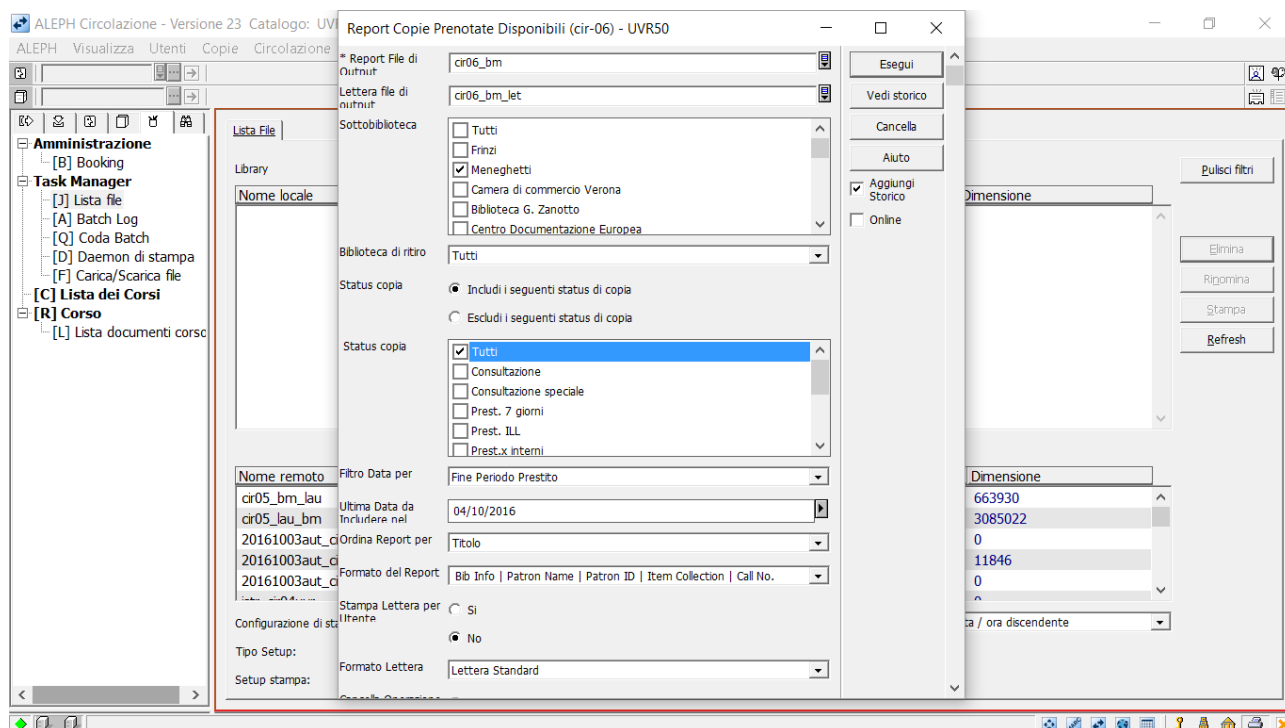 ALEPH Circolazione - Versione 23 Catalogo: UVI
ALEPH Visualizza Utenti Copie Circolazione
Amministrazione
[B] Booking
Task Manager
[J] Lista file
[A] Batch Log
[Q] Coda Batch
[D] Daemon di stampa
[F] Carica/Scarica file
[C] Lista dei Corsi
[R] Corso
[L] Lista documenti corso
Lista File
Library
Nome locale
Dimensione
Nome remoto
Dimensione
cir05_bm_lau
663930
cir05_lau_bm
3085022
20161003aut_ci
0
20161003aut_ci
11846
20161003aut_ci
0
Configurazione di sta
ta / ora discendente
Tipo Setup:
Setup stampa:
Pulisci filtri
Elimina
Rinomina
Stampa
Refresh
Report Copie Prenotate Disponibili (cir-06) - UVR50
* Report File di
Output
cir06_bm
Lettera file di
output
cir06_bm_let
Sottobiblioteca
Tutti
Frinzi
Meneghetti
Camera di commercio Verona
Biblioteca G. Zanotto
Centro Documentazione Europea
Biblioteca di ritiro
Tutti
Status copia
Includi i seguenti status di copia
Escludi i seguenti status di copia
Status copia
Tutti
Consultazione
Consultazione speciale
Prest. 7 giorni
Prest. ILL
Prest.x interni
Filtro Data per
Fine Periodo Prestito
Ultima Data da
Includere nel
04/10/2016
Ordina Report per
Titolo
Formato del Report
Bib Info | Patron Name | Patron ID | Item Collection | Call No.
Stampa Lettera per
Utente
Si
No
Formato Lettera
Lettera Standard
Esegui
Vedi storico
Cancella
Aiuto
Aggiungi
Storico
Online